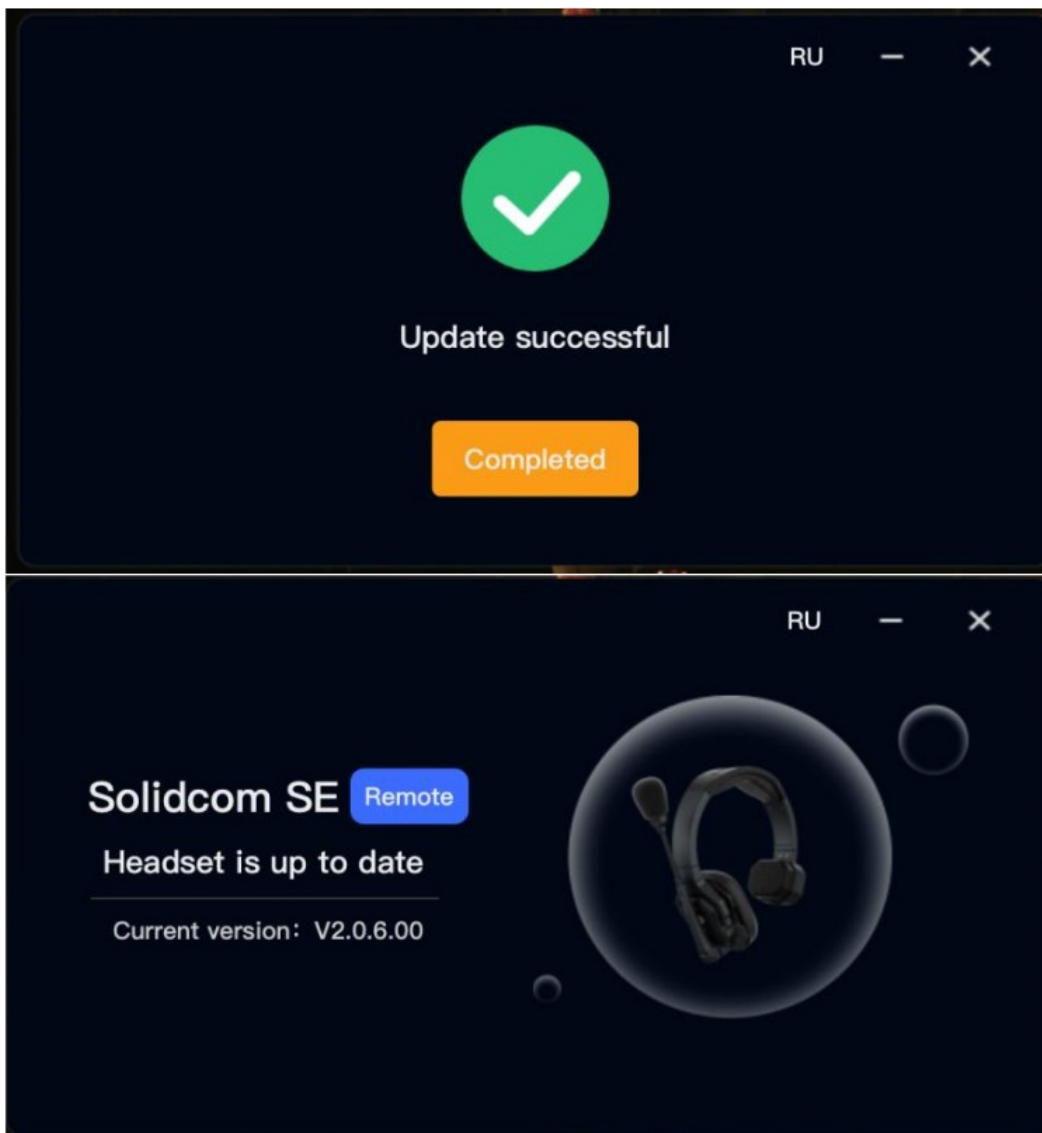 RU
Update successful
Completed
RU
Solidcom SE Remote
Headset is up to date
Current version: V2.0.6.00